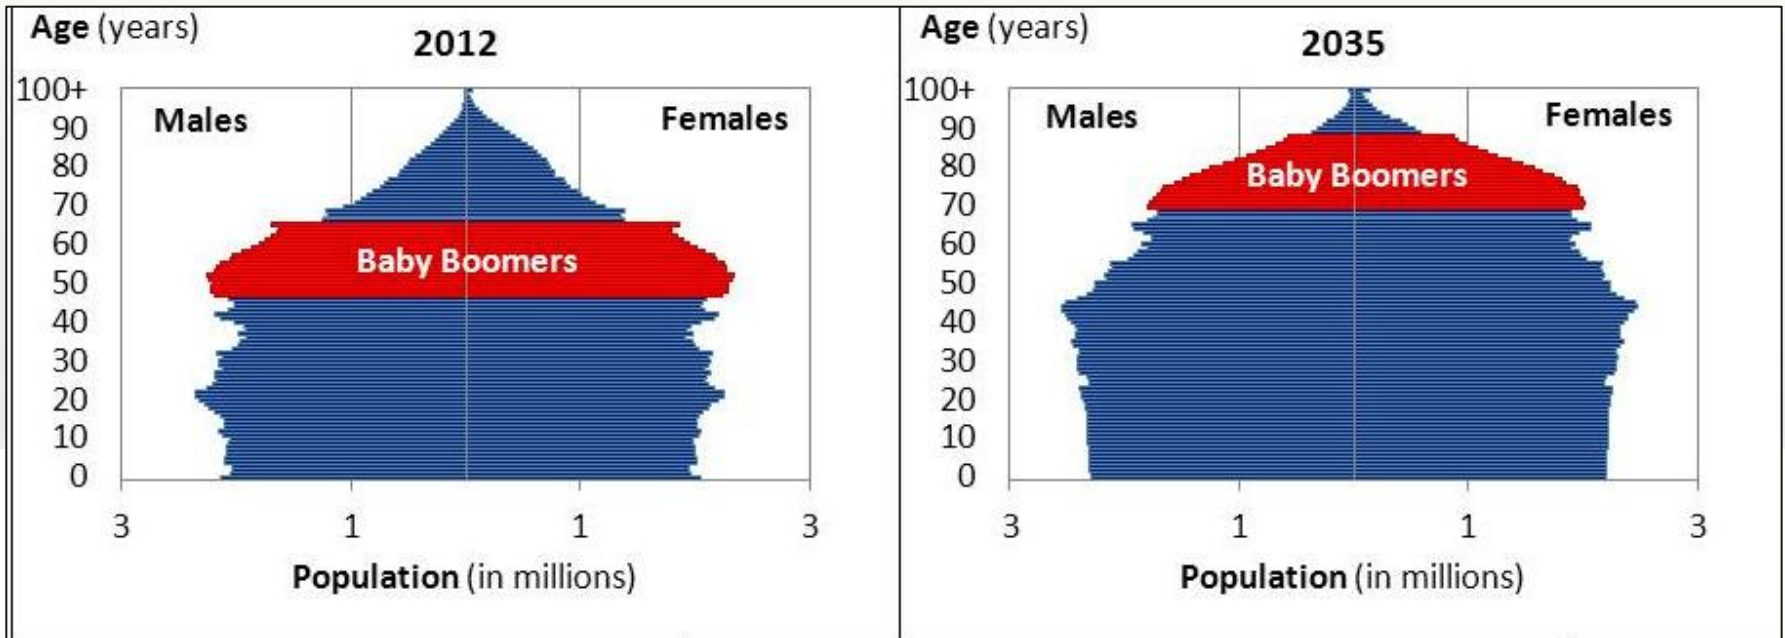 Age (years)
2012
100+
90
80
70
60
50
40
30
20
10
0
Males
Females
Baby Boomers
3 1 1 3
Population (in millions)
Age (years)
2035
100+
90
80
70
60
50
40
30
20
10
0
Males
Females
Baby Boomers
3 1 1 3
Population (in millions)